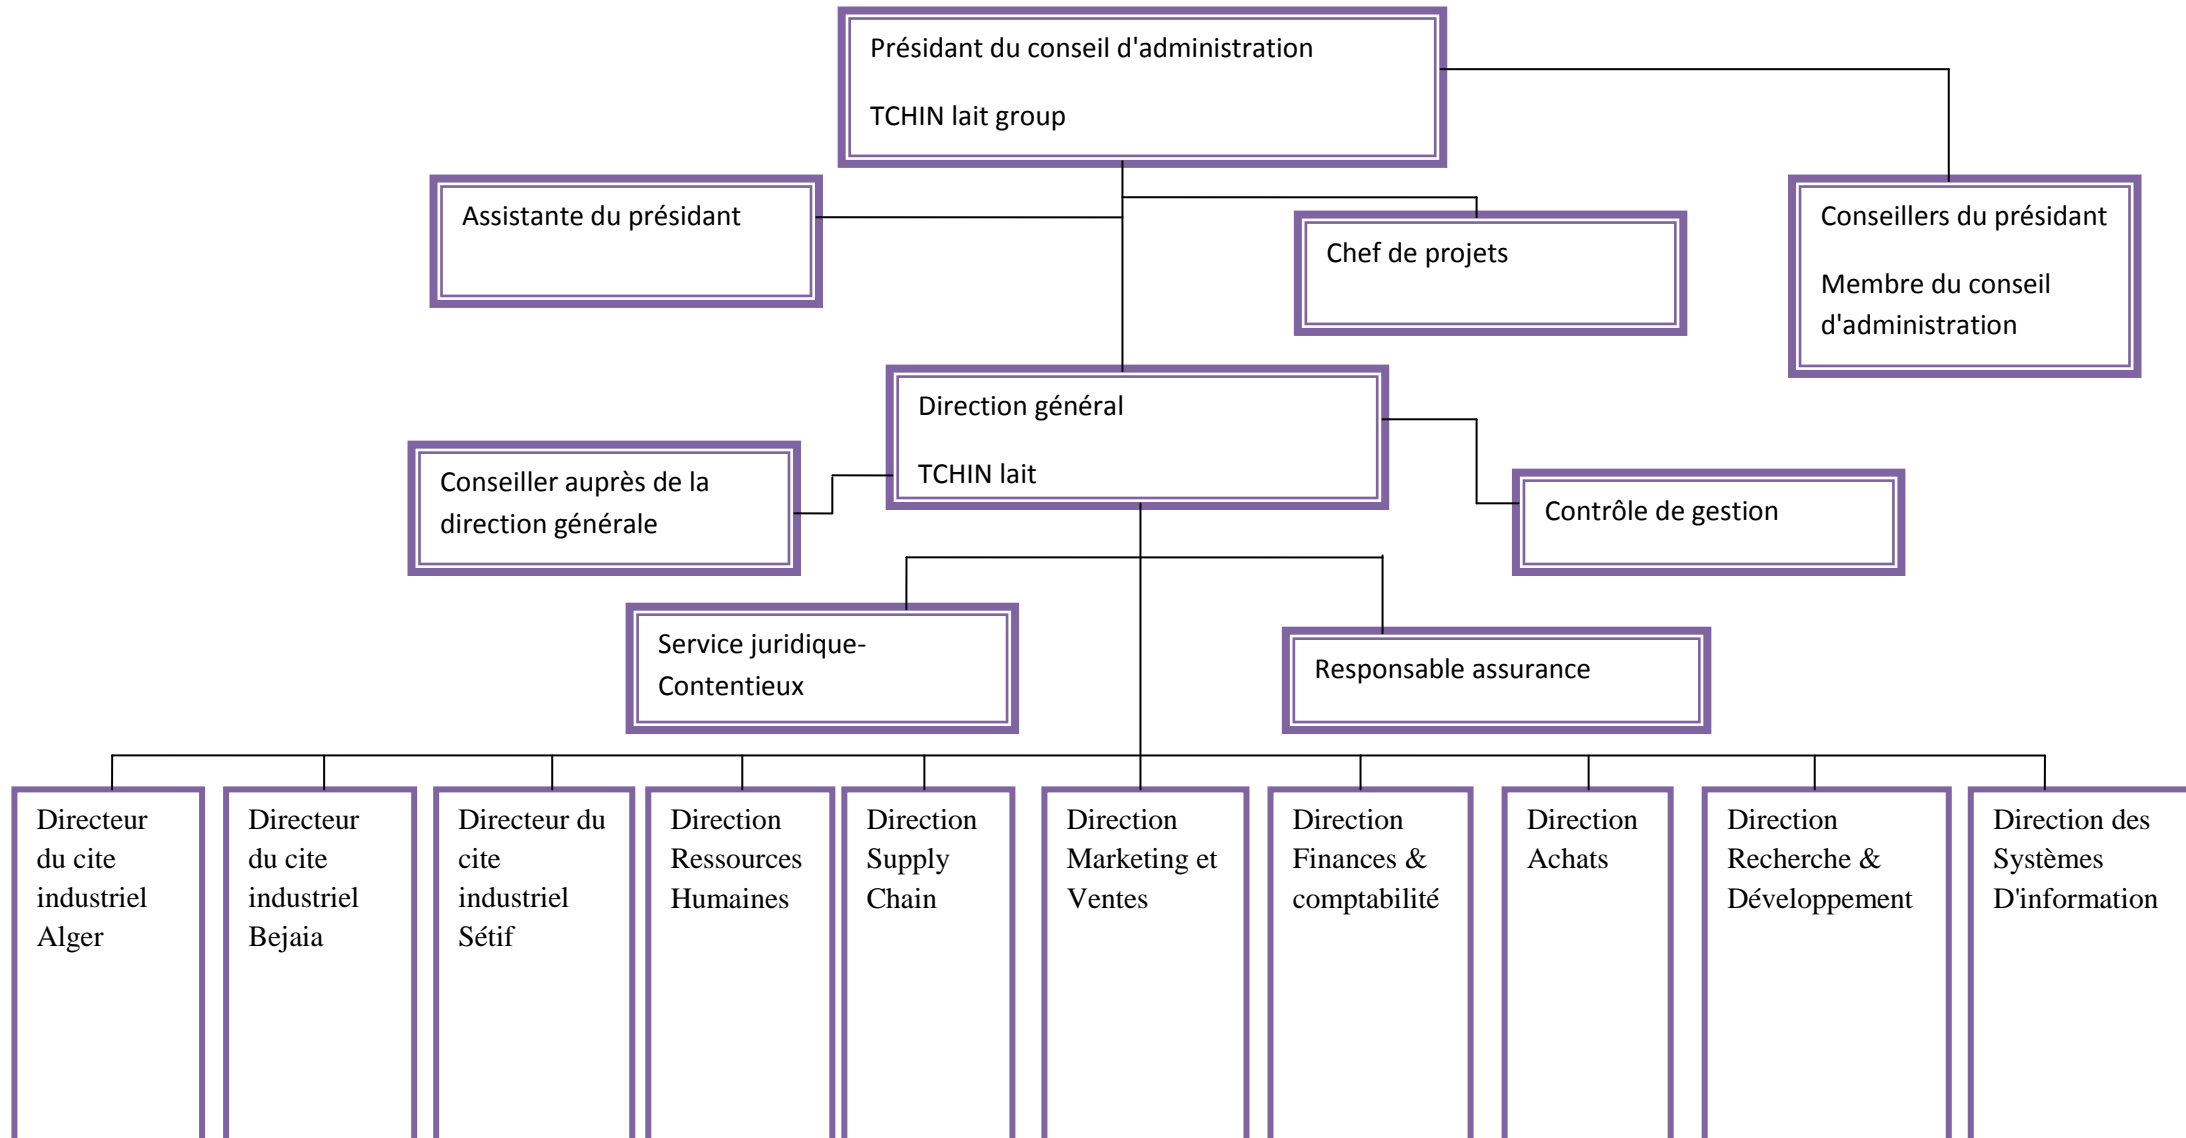 Présidant du conseil d'administration
TCHIN lait group
Assistante du présidant
Chef de projets
Conseillers du présidant
Membre du conseil
d'administration
Direction général
TCHIN lait
Conseiller auprès de la
direction générale
Contrôle de gestion
Service juridique-
Contentieux
Responsable assurance
Directeur
du cite
industriel
Alger
Directeur
du cite
industriel
Bejaia
Directeur du
cite
industriel
Sétif
Direction
Ressources
Humaines
Direction
Supply
Chain
Direction
Marketing et
Ventes
Direction
Finances &
comptabilité
Direction
Achats
Direction
Recherche &
Développement
Direction des
Systèmes
D'information